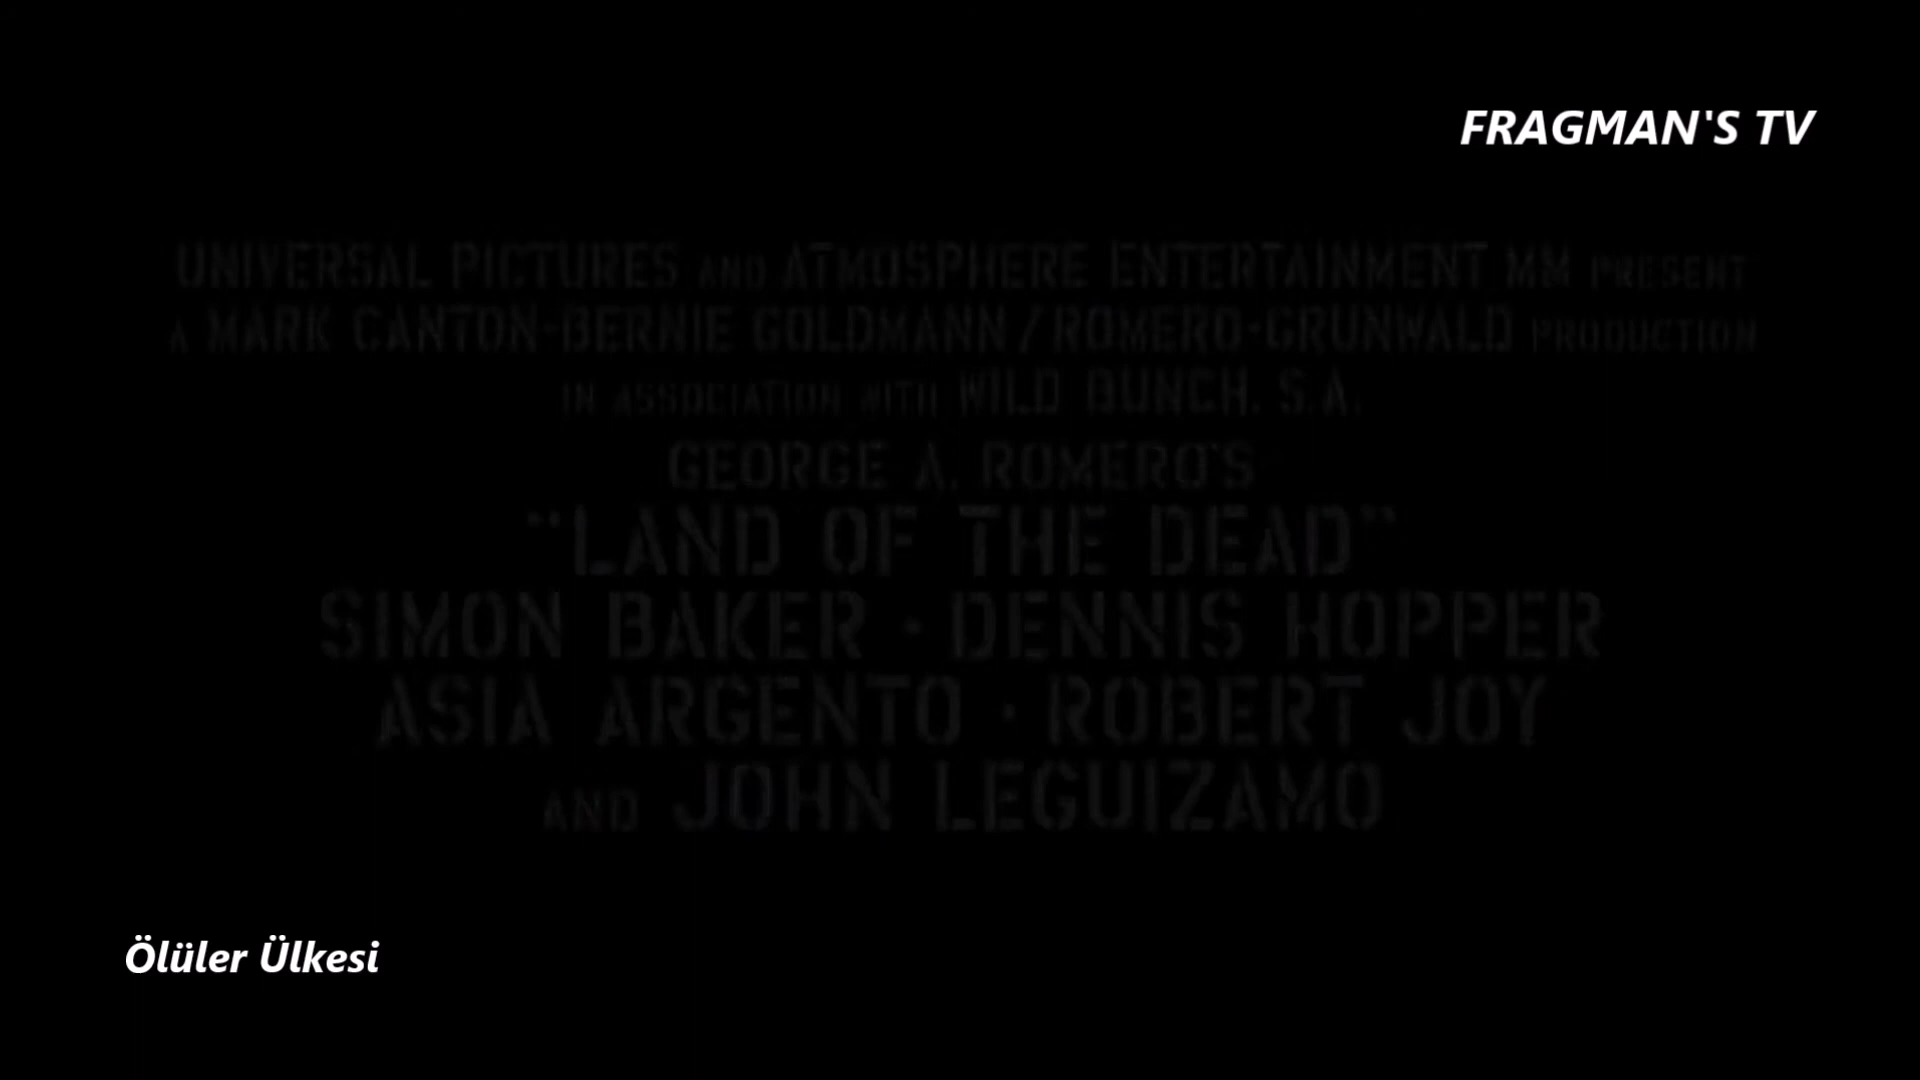 FRAGMAN'S TV
UNIVERSAL PICTURES AND ATMOSPHERE ENTERTAINMENT MM PRESENT
A MARK CANTON-BERNIE GOLDMANN/ROMERO-GRUNWALD PRODUCTION
IN ASSOCIATION WITH WILD BUNCH, S.A.
GEORGE A. ROMERO'S
"LAND OF THE DEAD"
SIMON BAKER · DENNIS HOPPER
ASIA ARGENTO · ROBERT JOY
AND JOHN LEGUIZAMO
Ölüler Ülkesi